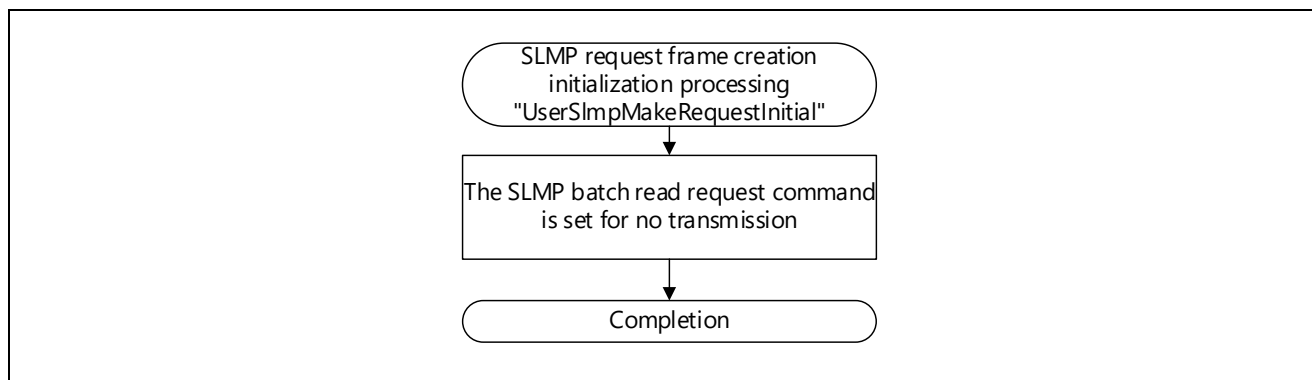 SLMP request frame creation
initialization processing
"UserSlmpMakeRequestInitial"
The SLMP batch read request command
is set for no transmission
Completion